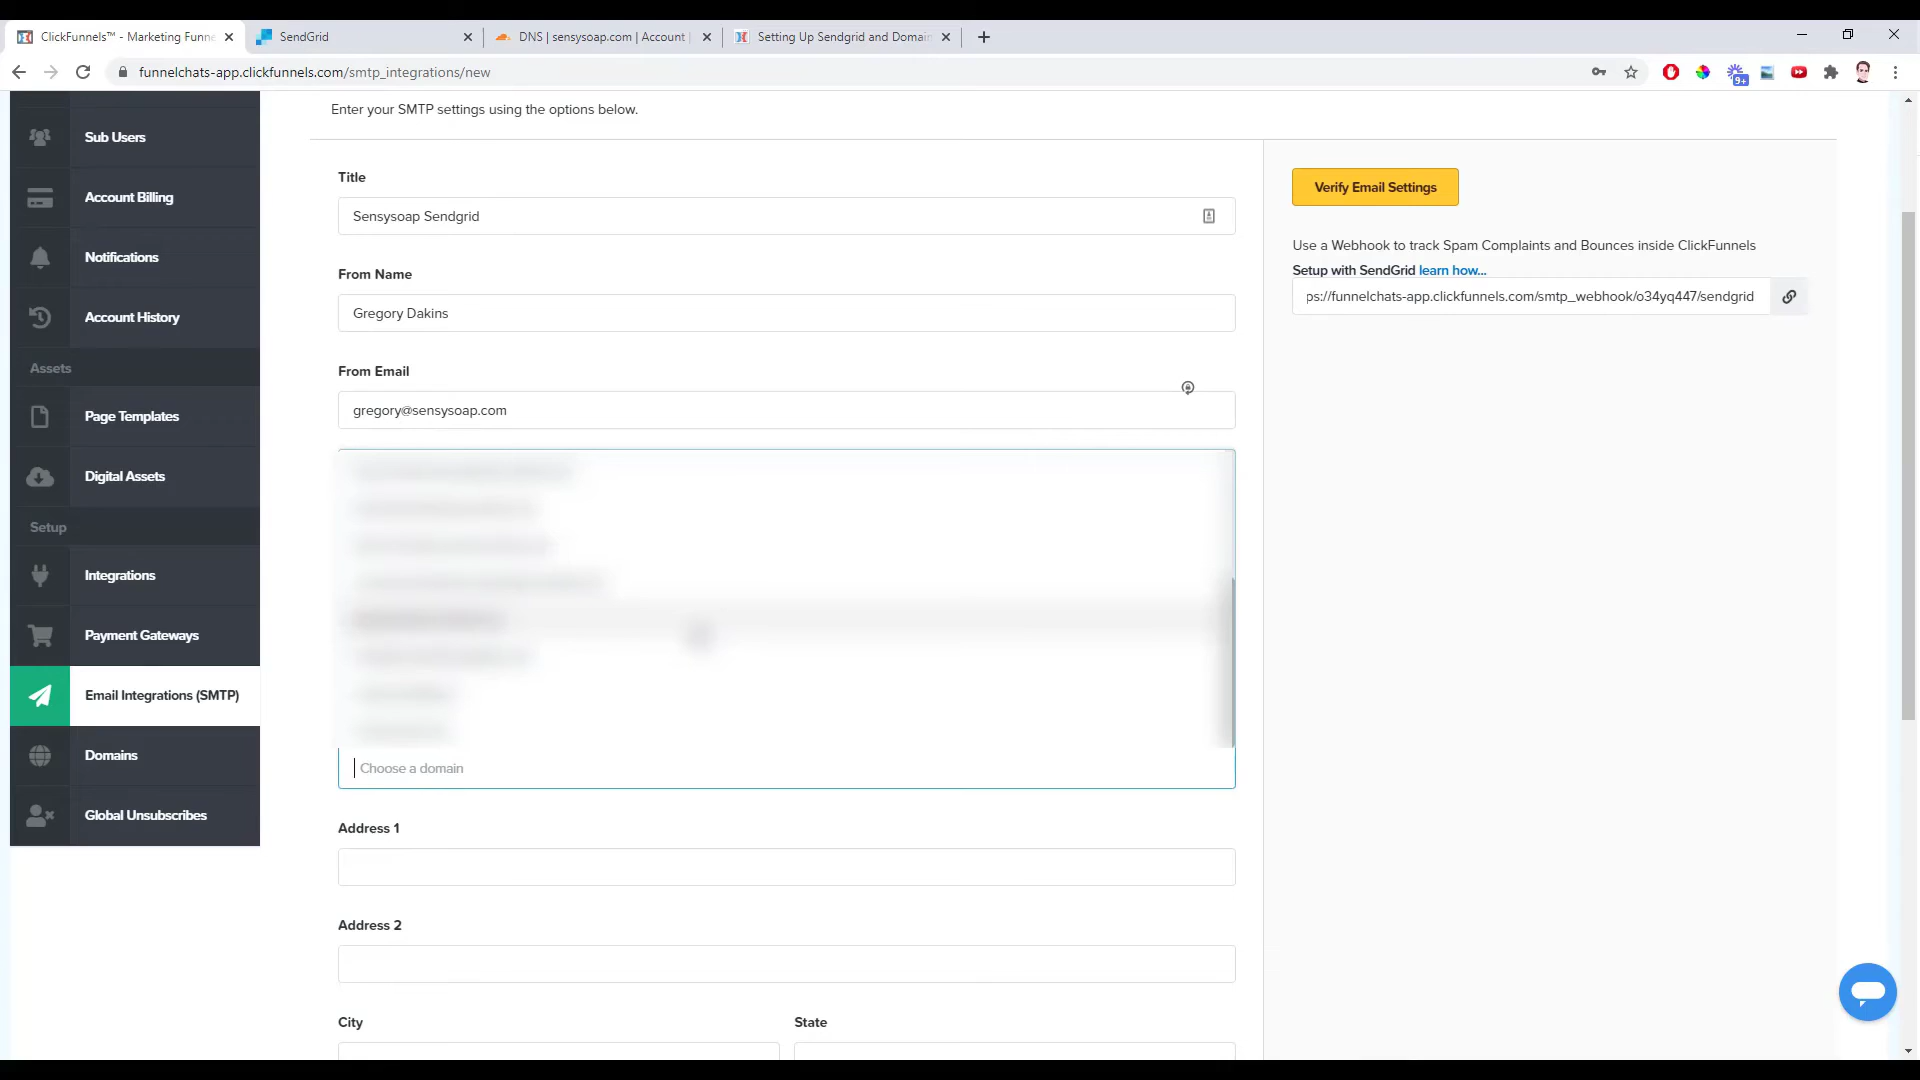 ClickFunnels™ - Marketing Funne
SendGrid
DNS | sensysoap.com | Account |
Setting Up Sendgrid and Domain
funnelchats-app.clickfunnels.com/smtp_integrations/new
9+
Enter your SMTP settings using the options below.
Sub Users
Account Billing
Notifications
Account History
Assets
Page Templates
Digital Assets
Setup
Integrations
Payment Gateways
Email Integrations (SMTP)
Domains
Global Unsubscribes
Title
Sensysoap Sendgrid
From Name
Gregory Dakins
From Email
gregory@sensysoap.com
Choose a domain
Address 1
Address 2
City
State
Verify Email Settings
Use a Webhook to track Spam Complaints and Bounces inside ClickFunnels
Setup with SendGrid learn how...
ps://funnelchats-app.clickfunnels.com/smtp_webhook/o34yq447/sendgrid